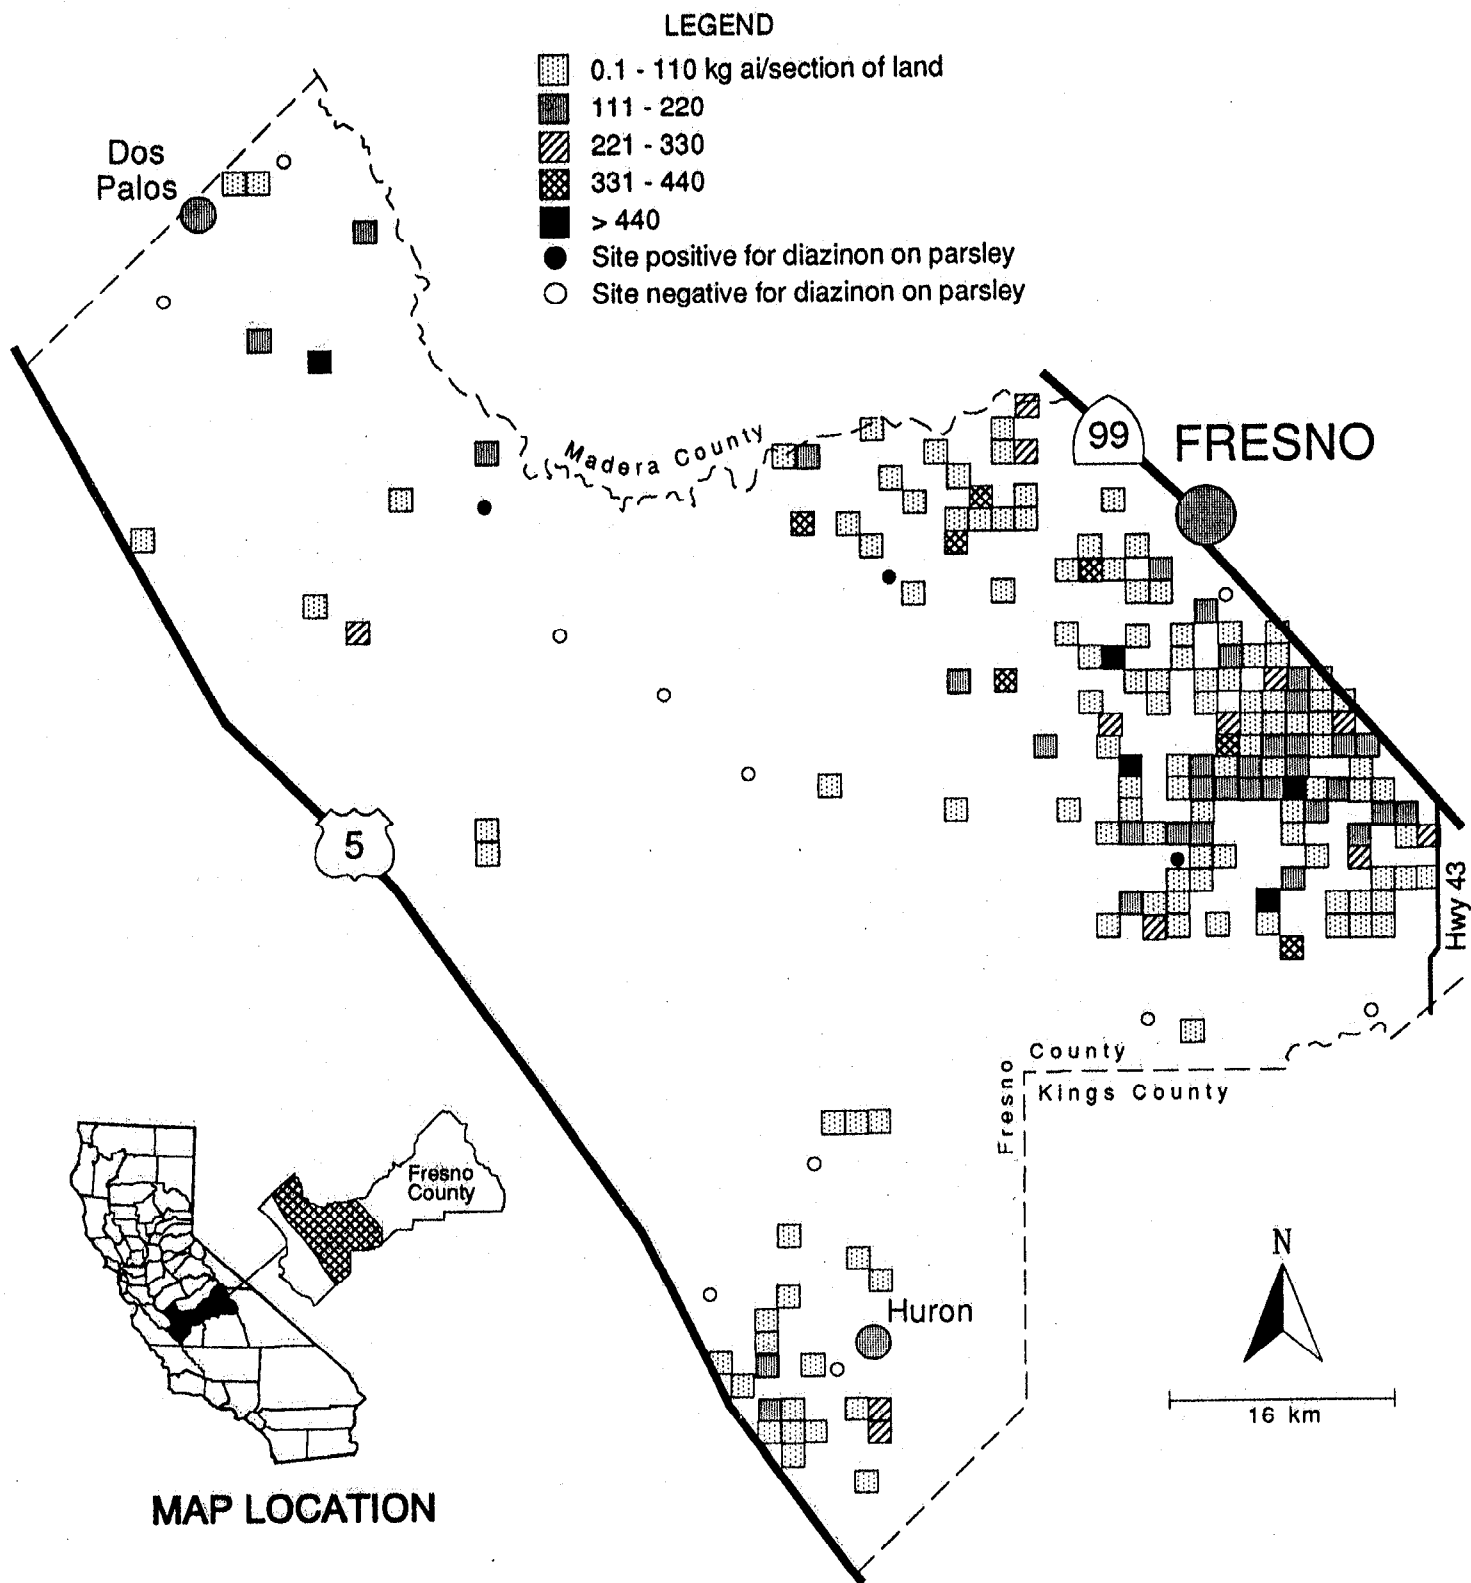 LEGEND
0.1 - 110 kg ai/section of land
111 - 220
221 - 330
331 - 440
> 440
Site positive for diazinon on parsley
Site negative for diazinon on parsley
Dos
Palos
Madera County
99
FRESNO
5
Hwy 43
County
Fresno
Kings County
Fresno
County
Huron
N
16 km
MAP LOCATION